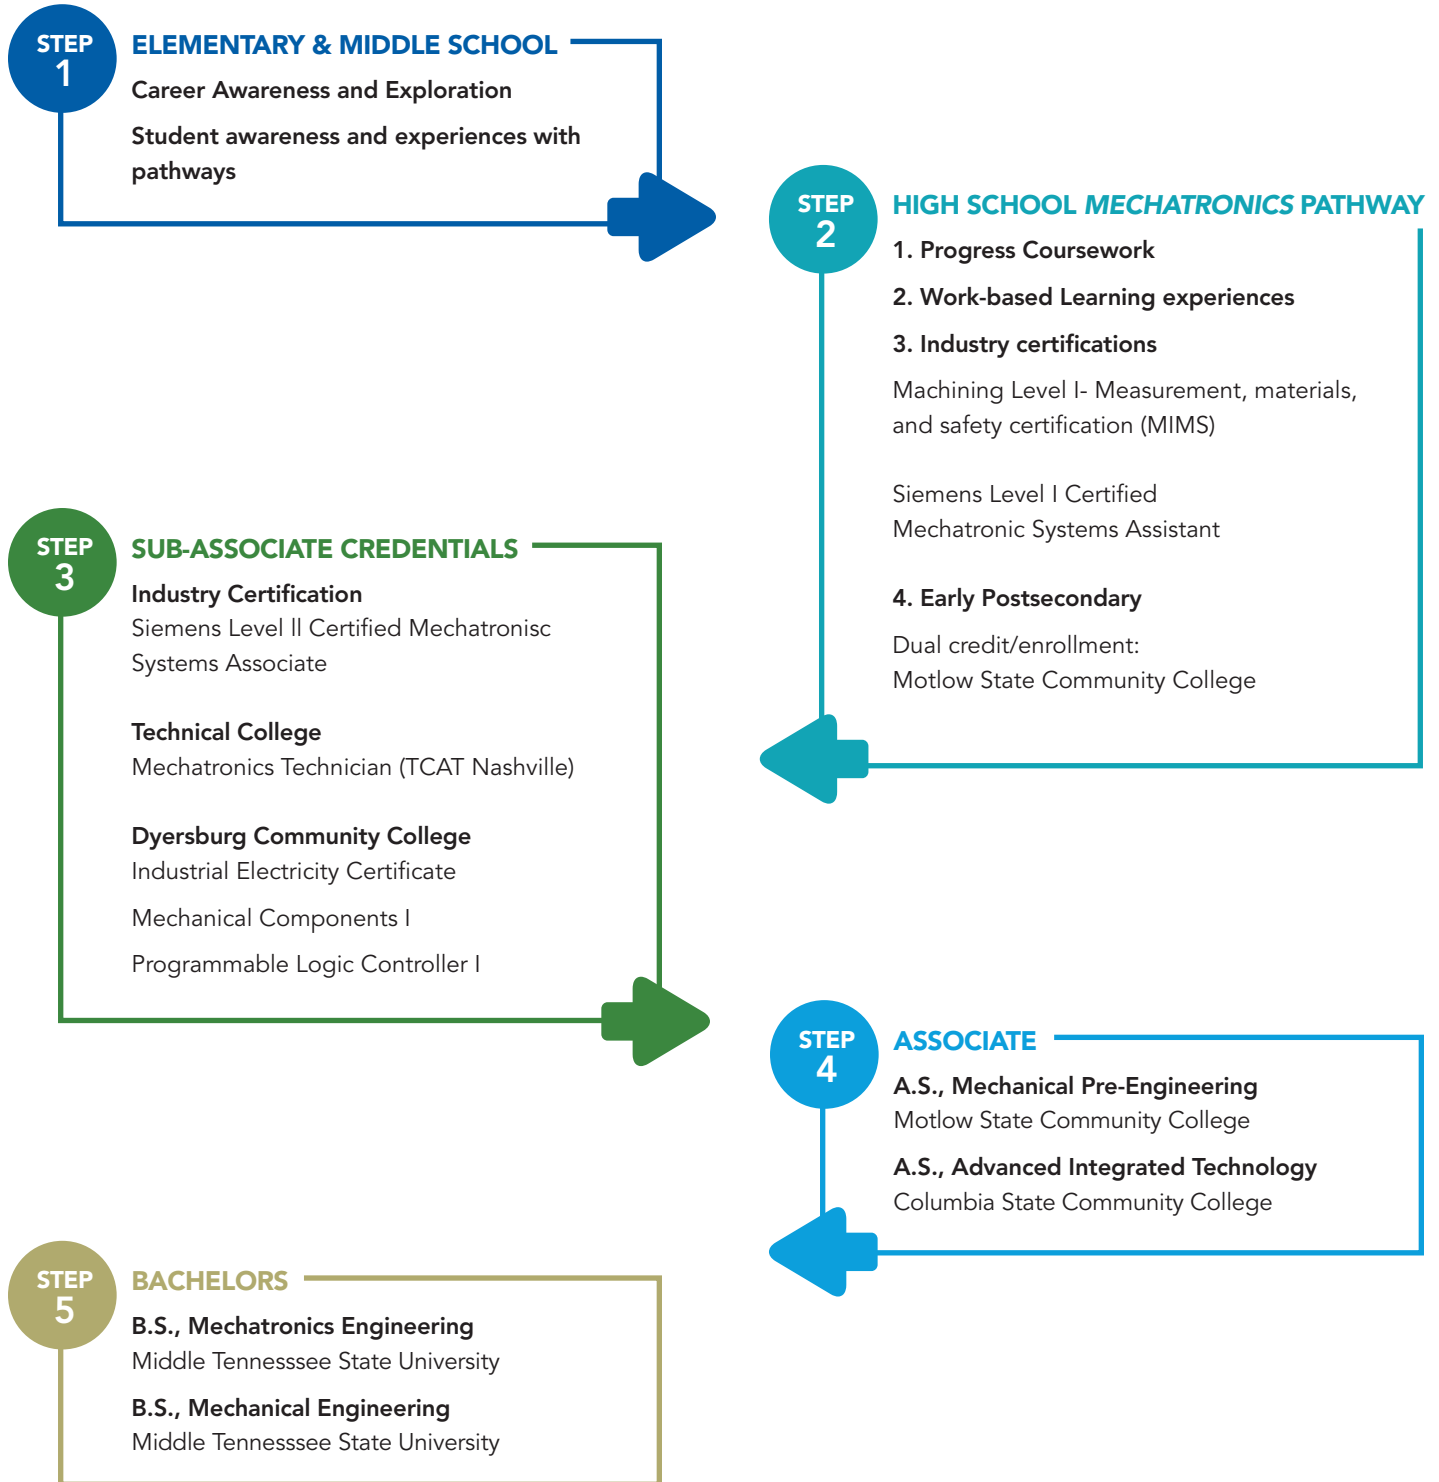 STEP
1
ELEMENTARY & MIDDLE SCHOOL
Career Awareness and Exploration
Student awareness and experiences with
pathways
STEP
2
HIGH SCHOOL MECHATRONICS PATHWAY
1. Progress Coursework
2. Work-based Learning experiences
3. Industry certifications
Machining Level I- Measurement, materials,
and safety certification (MIMS)
Siemens Level I Certified
Mechatronic Systems Assistant
4. Early Postsecondary
Dual credit/enrollment:
Motlow State Community College
STEP
3
SUB-ASSOCIATE CREDENTIALS
Industry Certification
Siemens Level ll Certified Mechatronisc
Systems Associate
Technical College
Mechatronics Technician (TCAT Nashville)
Dyersburg Community College
Industrial Electricity Certificate
Mechanical Components I
Programmable Logic Controller I
STEP
4
ASSOCIATE
A.S., Mechanical Pre-Engineering
Motlow State Community College
A.S., Advanced Integrated Technology
Columbia State Community College
STEP
5
BACHELORS
B.S., Mechatronics Engineering
Middle Tennesssee State University
B.S., Mechanical Engineering
Middle Tennesssee State University